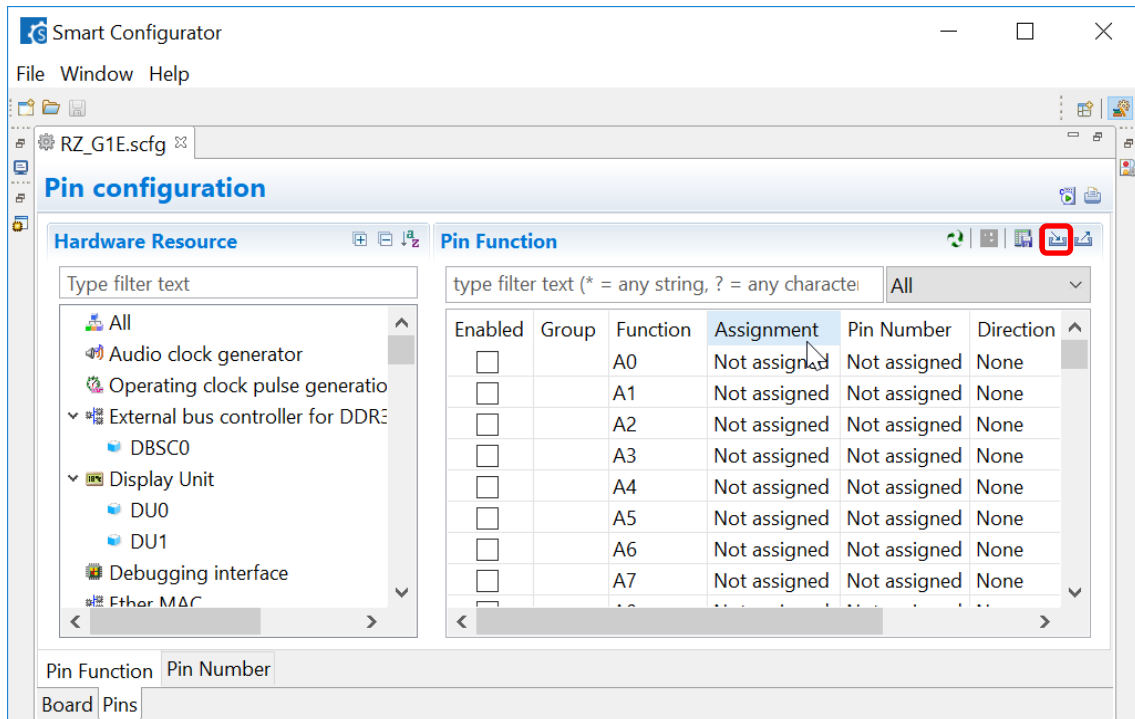 Smart Configurator
File Window Help
RZ_G1E.scfg
Pin configuration
Hardware Resource
Type filter text
All
Audio clock generator
Operating clock pulse generatio
External bus controller for DDR3
DBSC0
Display Unit
DU0
DU1
Debugging interface
Ether MAC
Pin Function
type filter text (* = any string, ? = any character
All
Enabled Group Function Assignment Pin Number Direction
A0 Not assigned Not assigned None
A1 Not assigned Not assigned None
A2 Not assigned Not assigned None
A3 Not assigned Not assigned None
A4 Not assigned Not assigned None
A5 Not assigned Not assigned None
A6 Not assigned Not assigned None
A7 Not assigned Not assigned None
Pin Function Pin Number
Board Pins